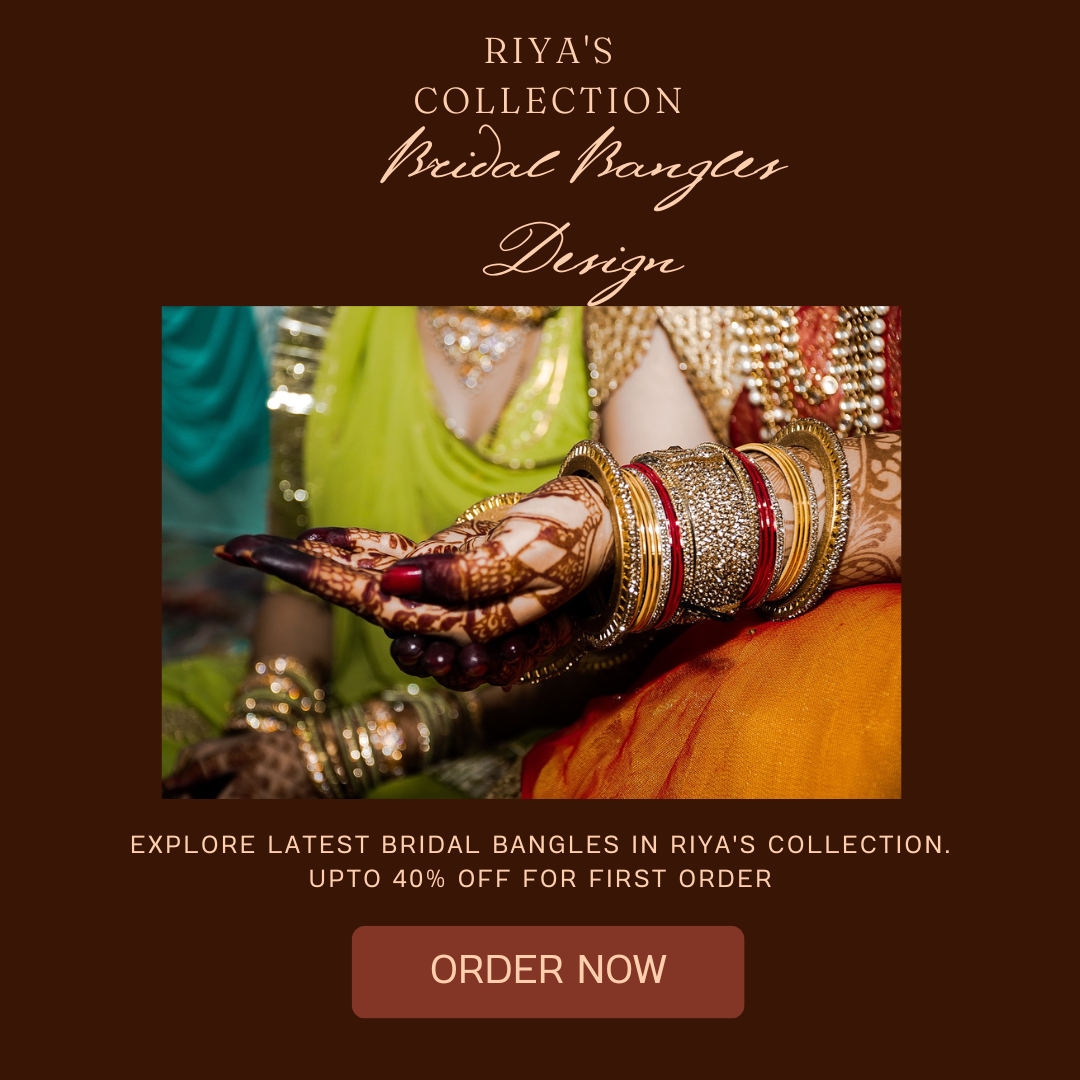 RIYA'S
COLLECTION
Bridal Bangles
Design
EXPLORE LATEST BRIDAL BANGLES IN RIYA'S COLLECTION.
UPTO 40% OFF FOR FIRST ORDER
ORDER NOW